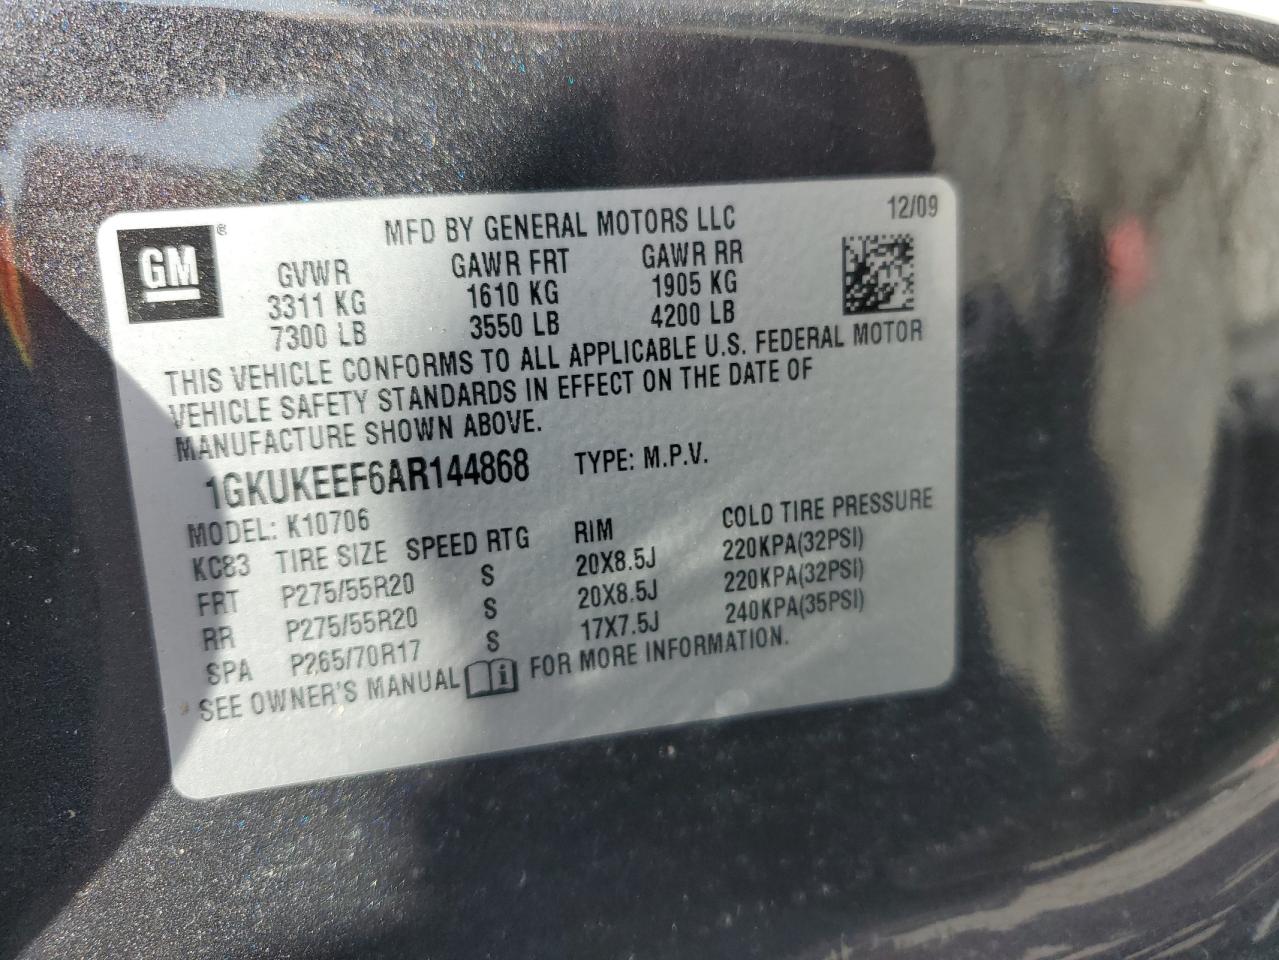 12/09
GM®
MFD BY GENERAL MOTORS LLC
GVWR GAWR FRT GAWR RR
3311 KG 1610 KG 1905 KG
7300 LB 3550 LB 4200 LB
THIS VEHICLE CONFORMS TO ALL APPLICABLE U.S. FEDERAL MOTOR
VEHICLE SAFETY STANDARDS IN EFFECT ON THE DATE OF
MANUFACTURE SHOWN ABOVE.
1GKUKEEF6AR144868 TYPE: M.P.V.
MODEL: K10706
KC83 TIRE SIZE SPEED RTG RIM COLD TIRE PRESSURE
FRT P275/55R20 S 20X8.5J 220KPA(32PSI)
RR P275/55R20 S 20X8.5J 220KPA(32PSI)
SPA P265/70R17 S 17X7.5J 240KPA(35PSI)
SEE OWNER'S MANUAL i FOR MORE INFORMATION.